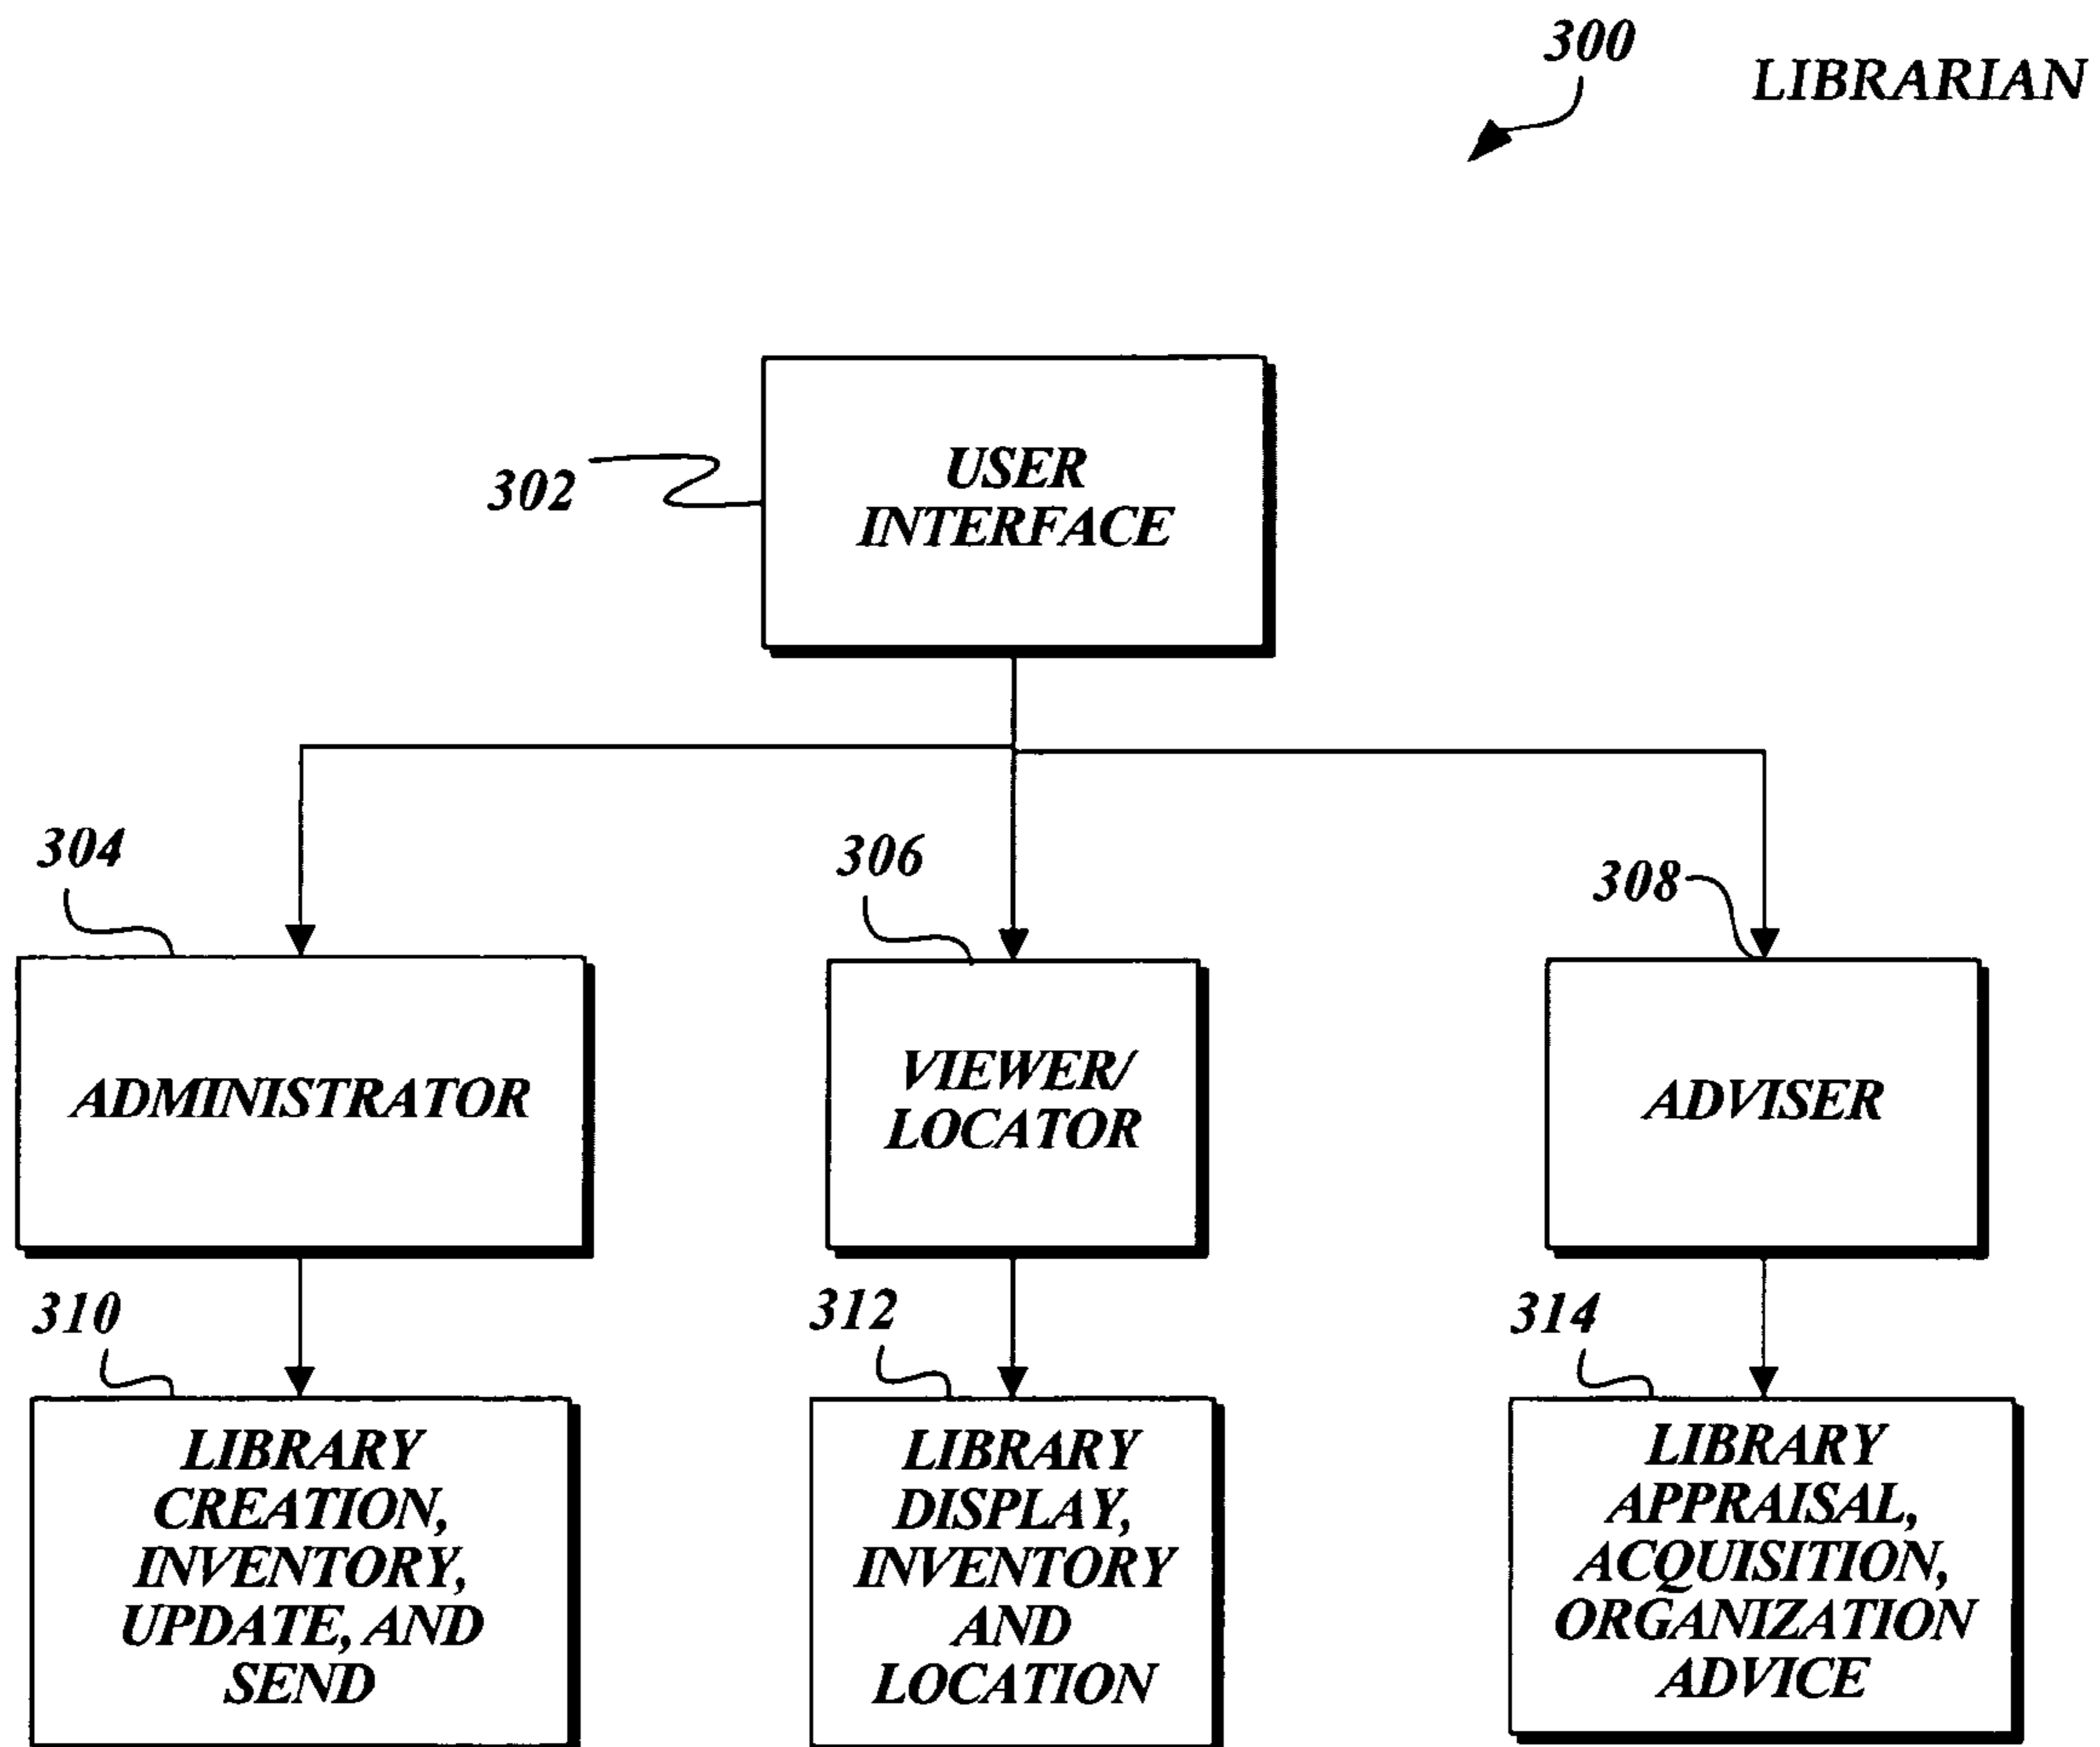 300
LIBRARIAN
302
USER
INTERFACE
304
306
308
ADMINISTRATOR
VIEWER/
LOCATOR
ADVISER
310
312
314
LIBRARY
CREATION,
INVENTORY,
UPDATE, AND
SEND
LIBRARY
DISPLAY,
INVENTORY
AND
LOCATION
LIBRARY
APPRAISAL,
ACQUISITION,
ORGANIZATION
ADVICE